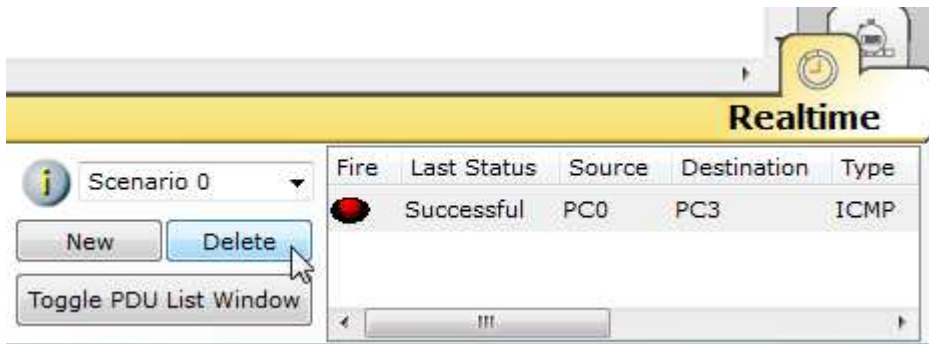 Realtime
Scenario 0
New Delete
Toggle PDU List Window
Fire Last Status Source Destination Type
Successful PC0 PC3 ICMP